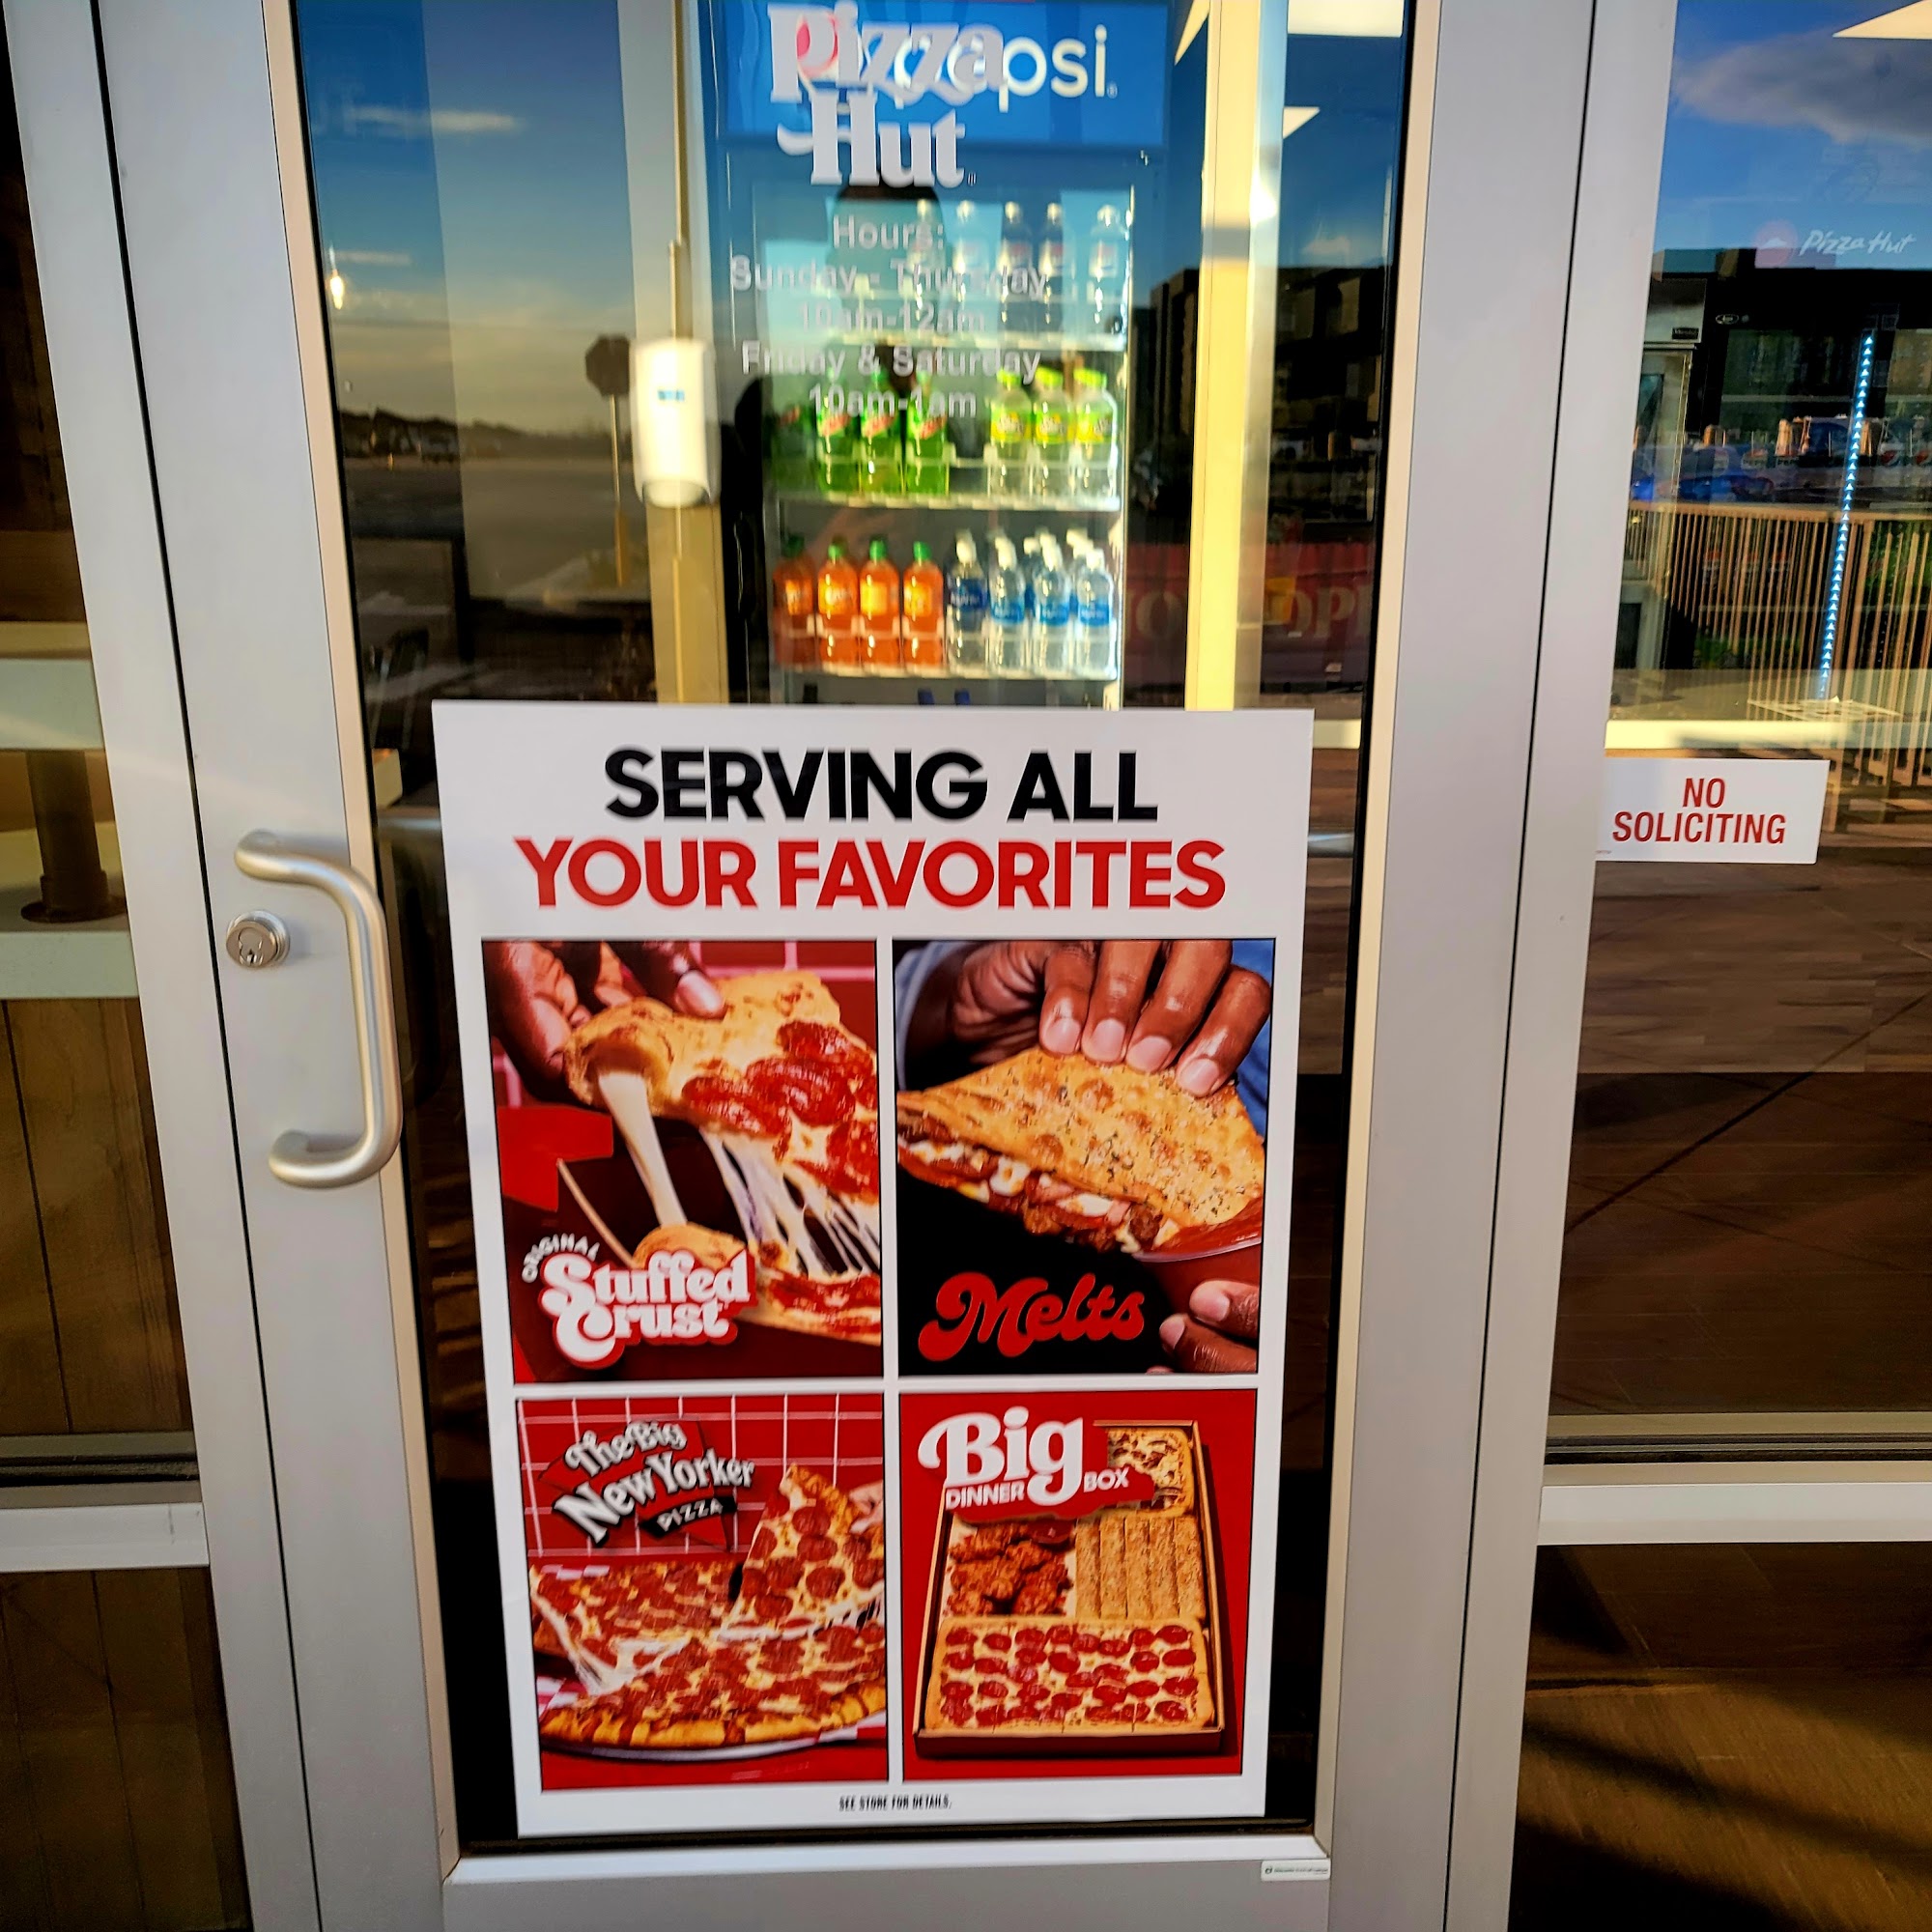 Pizza
Hut
pepsi
Hours:
Sunday - Thursday
10am-12am
Friday & Saturday
10am-1am
Pizza Hut
NO
SOLICITING
SERVING ALL
YOUR FAVORITES
ORIGINAL
Stuffed
Crust
Melts
The Big
New Yorker
PIZZA
Big
DINNER BOX
SEE STORE FOR DETAILS.